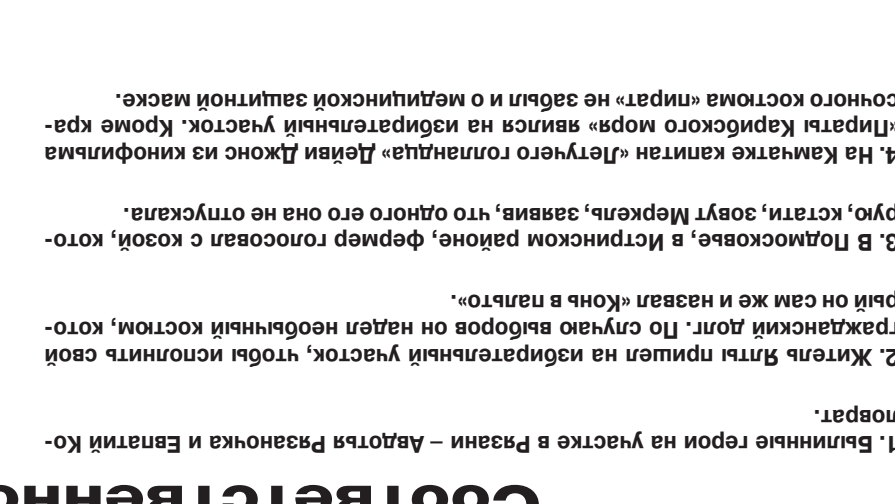 Соответственно
1. Былинные герои на участке в Рязани – Авдотья Рязаночка и Евпатий Ко-
ловрат.
2. Житель Ялты пришел на избирательный участок, чтобы исполнить свой
гражданский долг. По случаю выборов он надел необычный костюм, кото-
рый он сам же и назвал «Конь в пальто».
3. В Подмосковье, в Истринском районе, фермер голосовал с козой, кото-
рую, кстати, зовут Меркель, заявив, что одного его она не отпускала.
4. На Камчатке капитан «Летучего голландца» Дейви Джонс из кинофильма
«Пираты Карибского моря» явился на избирательный участок. Кроме кра-
сочного костюма «пират» не забыл и о медицинской защитной маске.